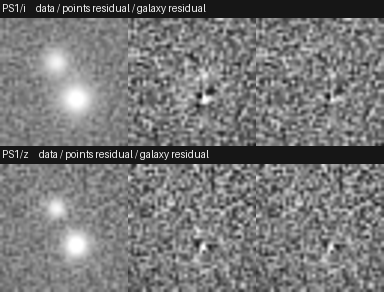 PS1/i data / points residual / galaxy residual
PS1/z data / points residual / galaxy residual